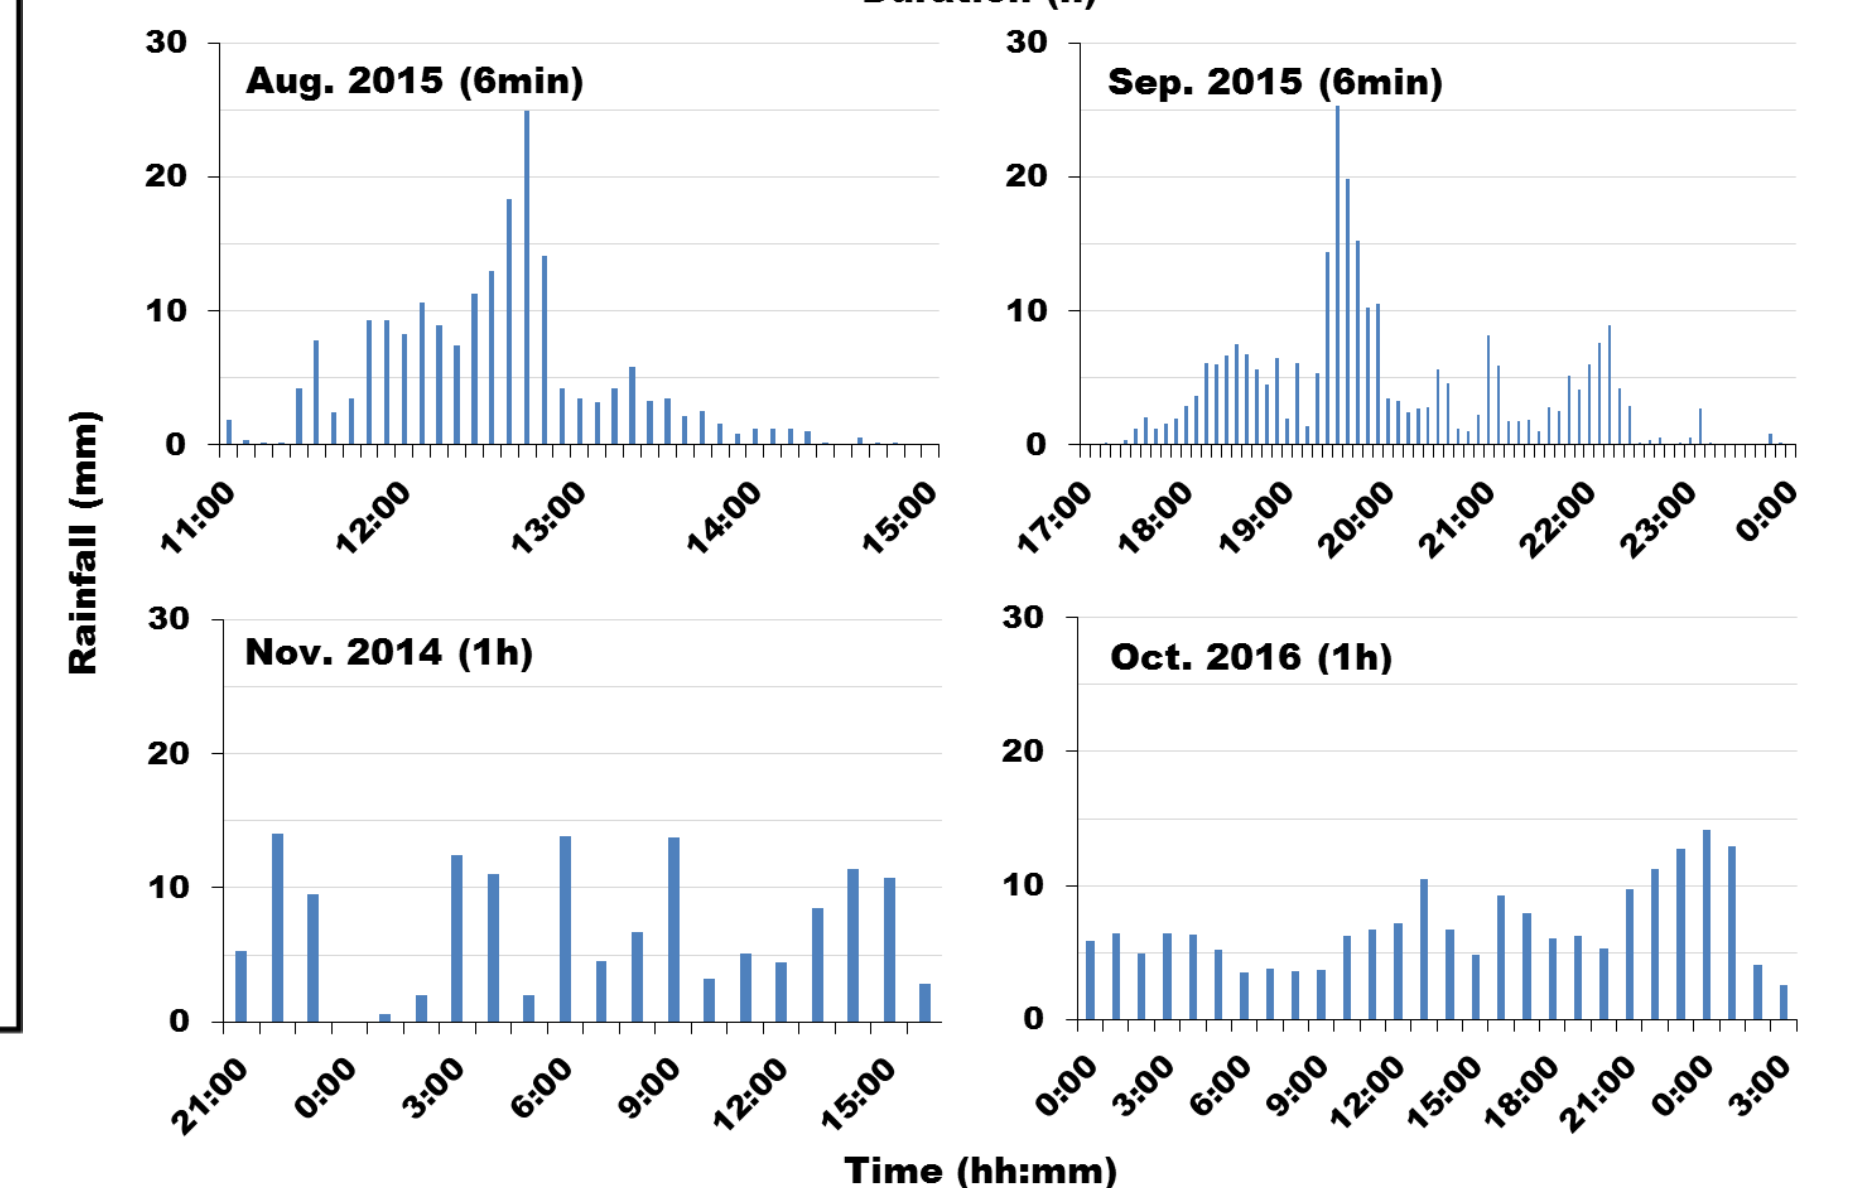 Duration (h)
30
Aug. 2015 (6min)
20
10
0
11:00 12:00 13:00 14:00 15:00
30
Sep. 2015 (6min)
20
10
0
17:00 18:00 19:00 20:00 21:00 22:00 23:00 0:00
Rainfall (mm)
30
Nov. 2014 (1h)
20
10
0
21:00 0:00 3:00 6:00 9:00 12:00 15:00
30
Oct. 2016 (1h)
20
10
0
0:00 3:00 6:00 9:00 12:00 15:00 18:00 21:00 0:00 3:00
Time (hh:mm)